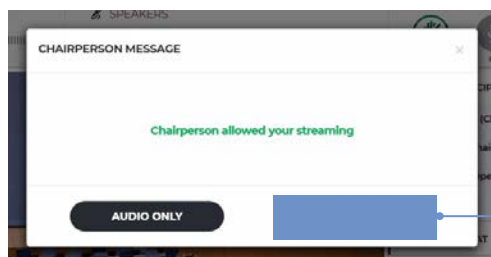 SPEAKERS
CHAIRPERSON MESSAGE
×
Chairperson allowed your streaming
AUDIO ONLY